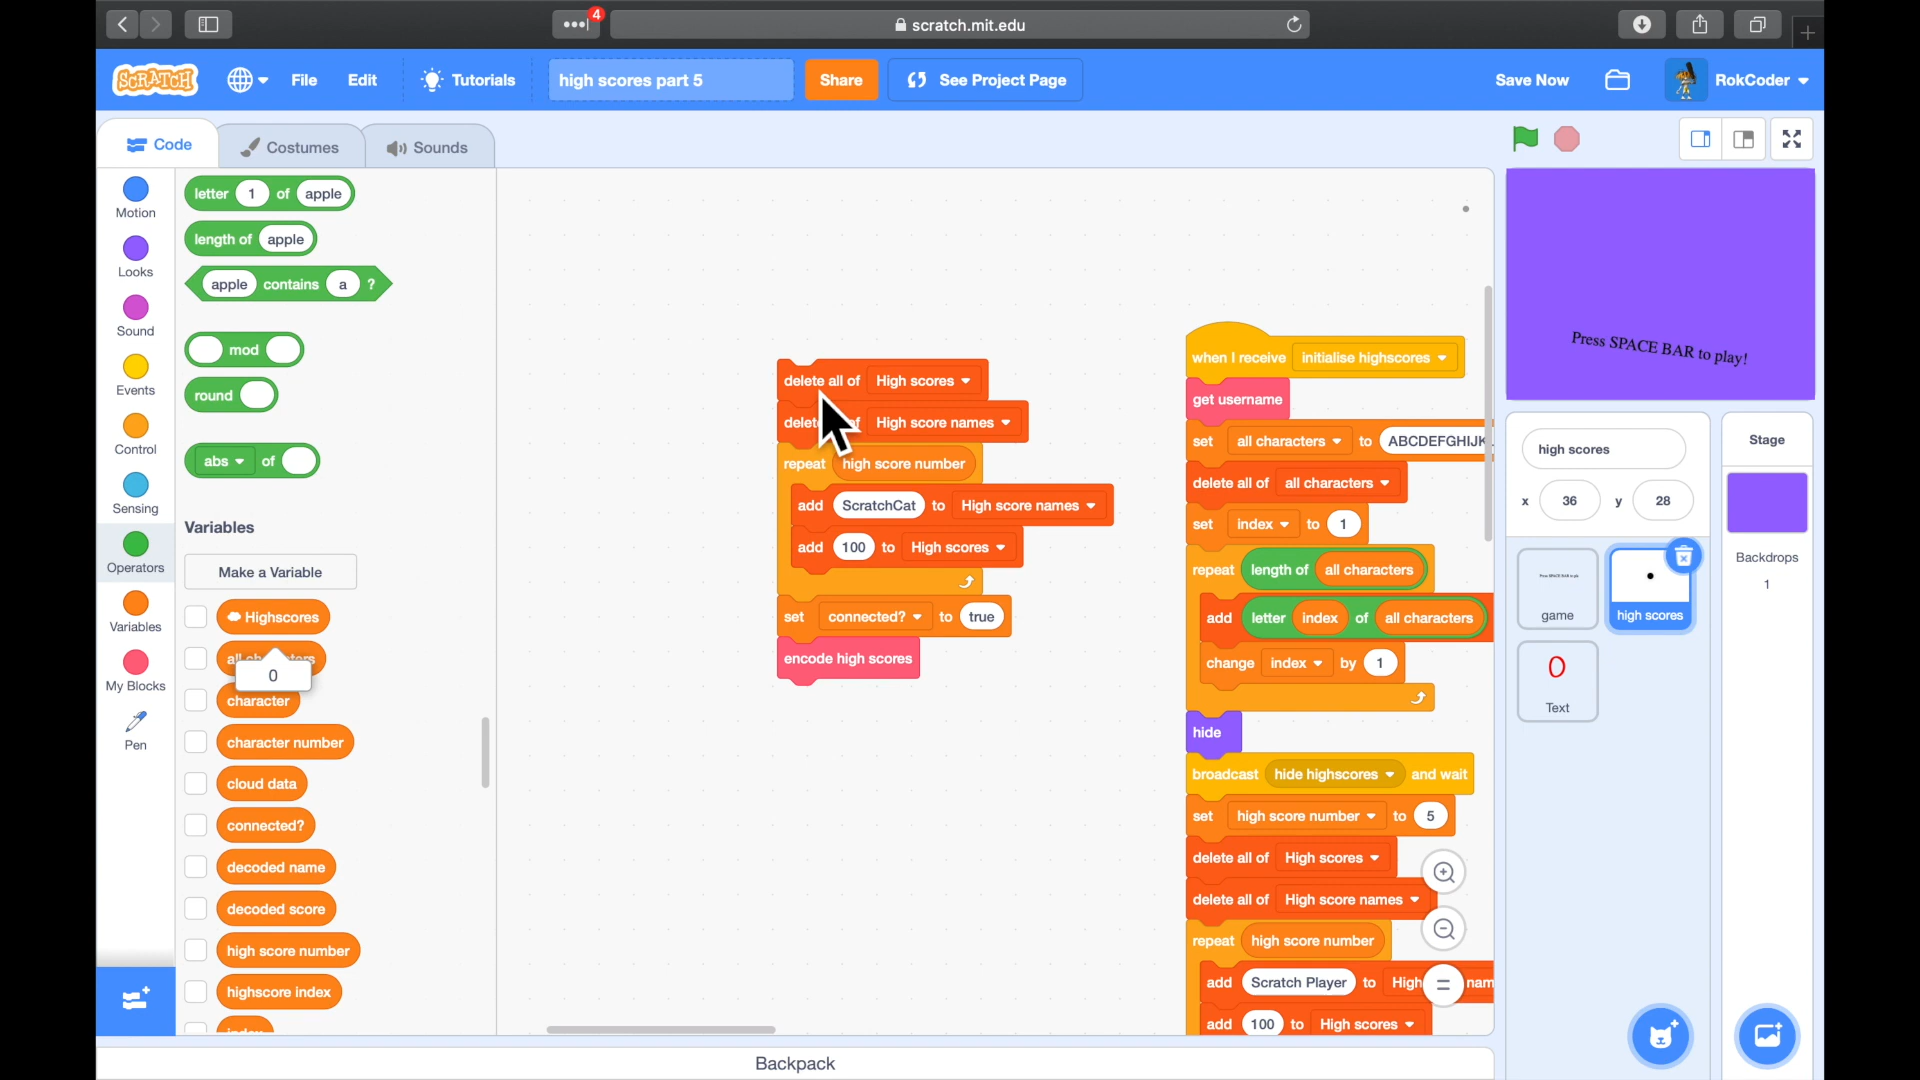 4
scratch.mit.edu
SCRATCH
File
Edit
Tutorials
high scores part 5
Share
See Project Page
Save Now
RokCoder
Code
Costumes
Sounds
Motion
Looks
Sound
Events
Control
Sensing
Operators
Variables
My Blocks
Pen
letter 1 of apple
length of apple
apple contains a ?
mod
round
abs of
Variables
Make a Variable
Highscores
0
character
character number
cloud data
connected?
decoded name
decoded score
high score number
highscore index
index
delete all of High scores
High score names
repeat high score number
add ScratchCat to High score names
add 100 to High scores
set connected? to true
encode high scores
when I receive initialise highscores
get username
set all characters to ABCDEFGHIJK
delete all of all characters
set index to 1
repeat length of all characters
add letter index of all characters
change index by 1
hide
broadcast hide highscores and wait
set high score number to 5
delete all of High scores
delete all of High score names
repeat high score number
add Scratch Player to High nam
add 100 to High scores
Press SPACE BAR to play!
high scores
x 36 y 28
Stage
Backdrops
1
game
high scores
0
Text
Backpack